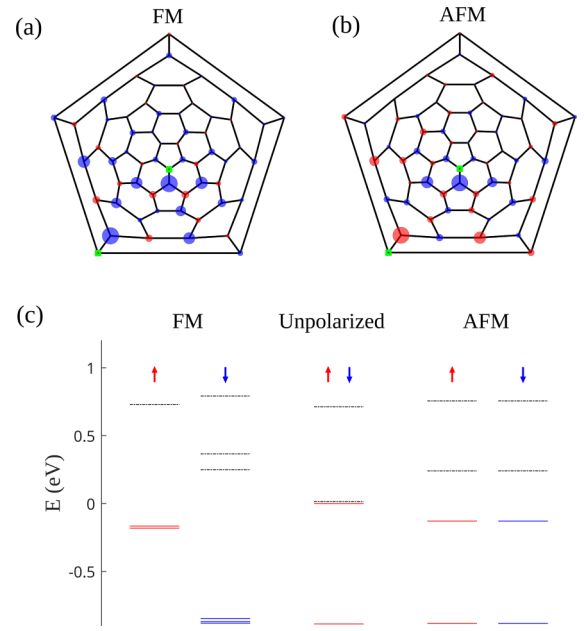 (a) FM
(b) AFM
(c) FM Unpolarized AFM
1
0.5
0
-0.5
E (eV)